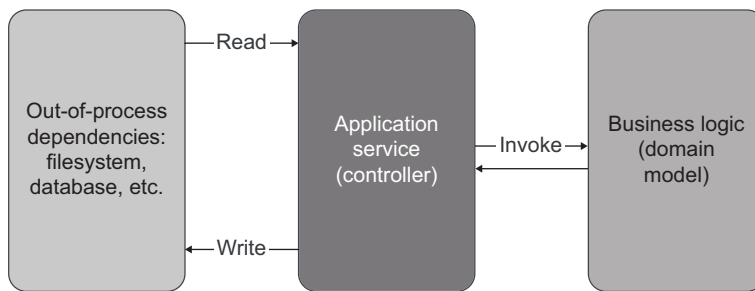 Read
Out-of-process
dependencies:
filesystem,
database, etc.
Write
Application
service
(controller)
Invoke
Business logic
(domain
model)